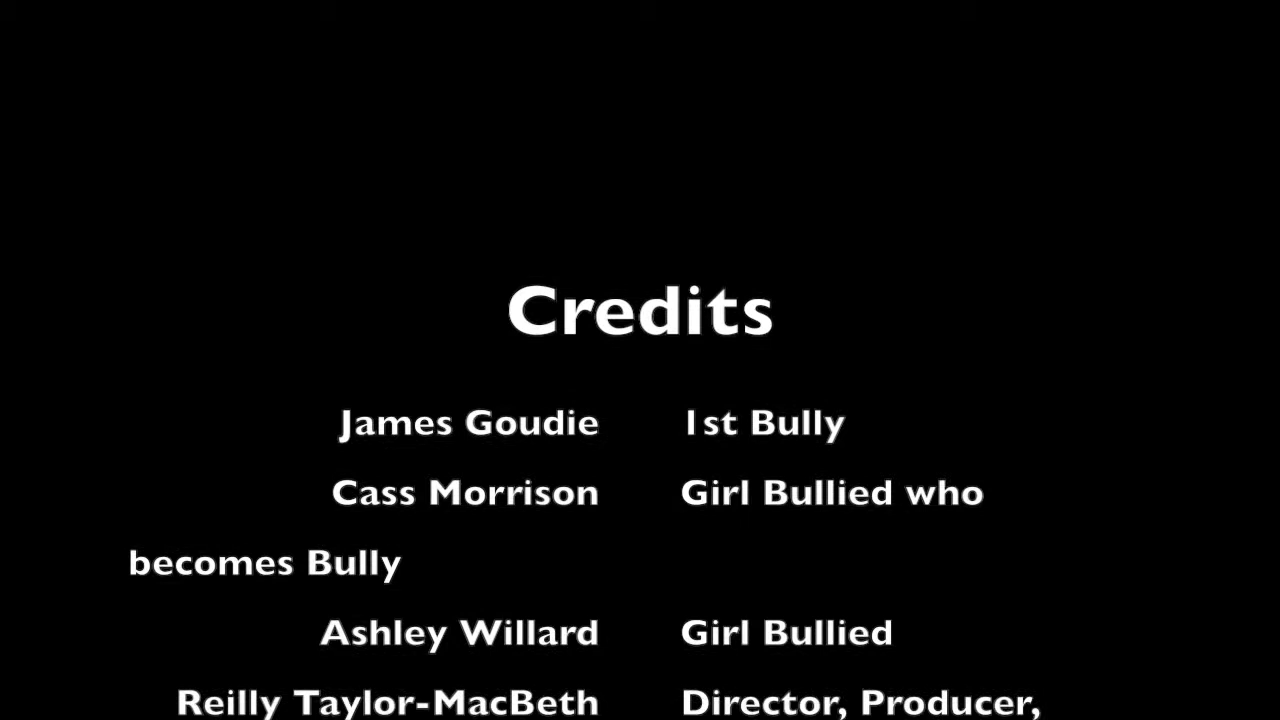 Credits
James Goudie 1st Bully
Cass Morrison Girl Bullied who
becomes Bully
Ashley Willard Girl Bullied
Reilly Taylor-MacBeth Director, Producer,